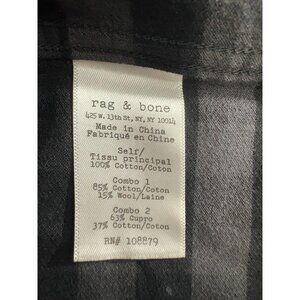 rag & bone
425 W. 13th St, NY, NY 10014
Made in China
Fabriqué en Chine
Self/
Tissu principal
100% Cotton/Coton
Combo 1
85% Cotton/Coton
15% Wool/Laine
Combo 2
63% Cupro
37% Cotton/Coton
RN# 108879